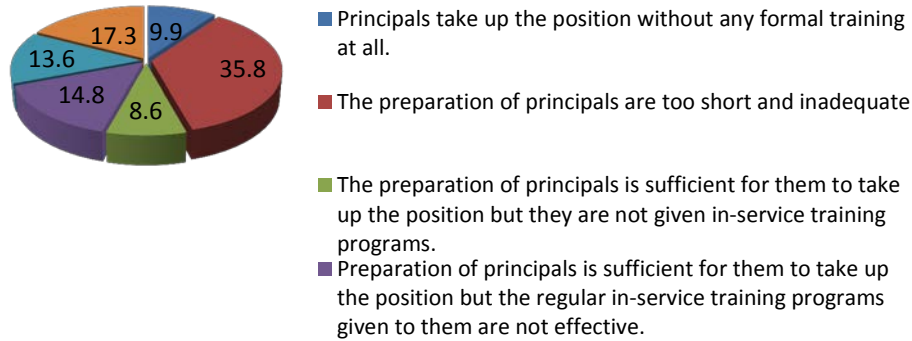 17.3
9.9
13.6
35.8
14.8
8.6
Principals take up the position without any formal training
at all.
The preparation of principals are too short and inadequate
The preparation of principals is sufficient for them to take
up the position but they are not given in-service training
programs.
Preparation of principals is sufficient for them to take up
the position but the regular in-service training programs
given to them are not effective.